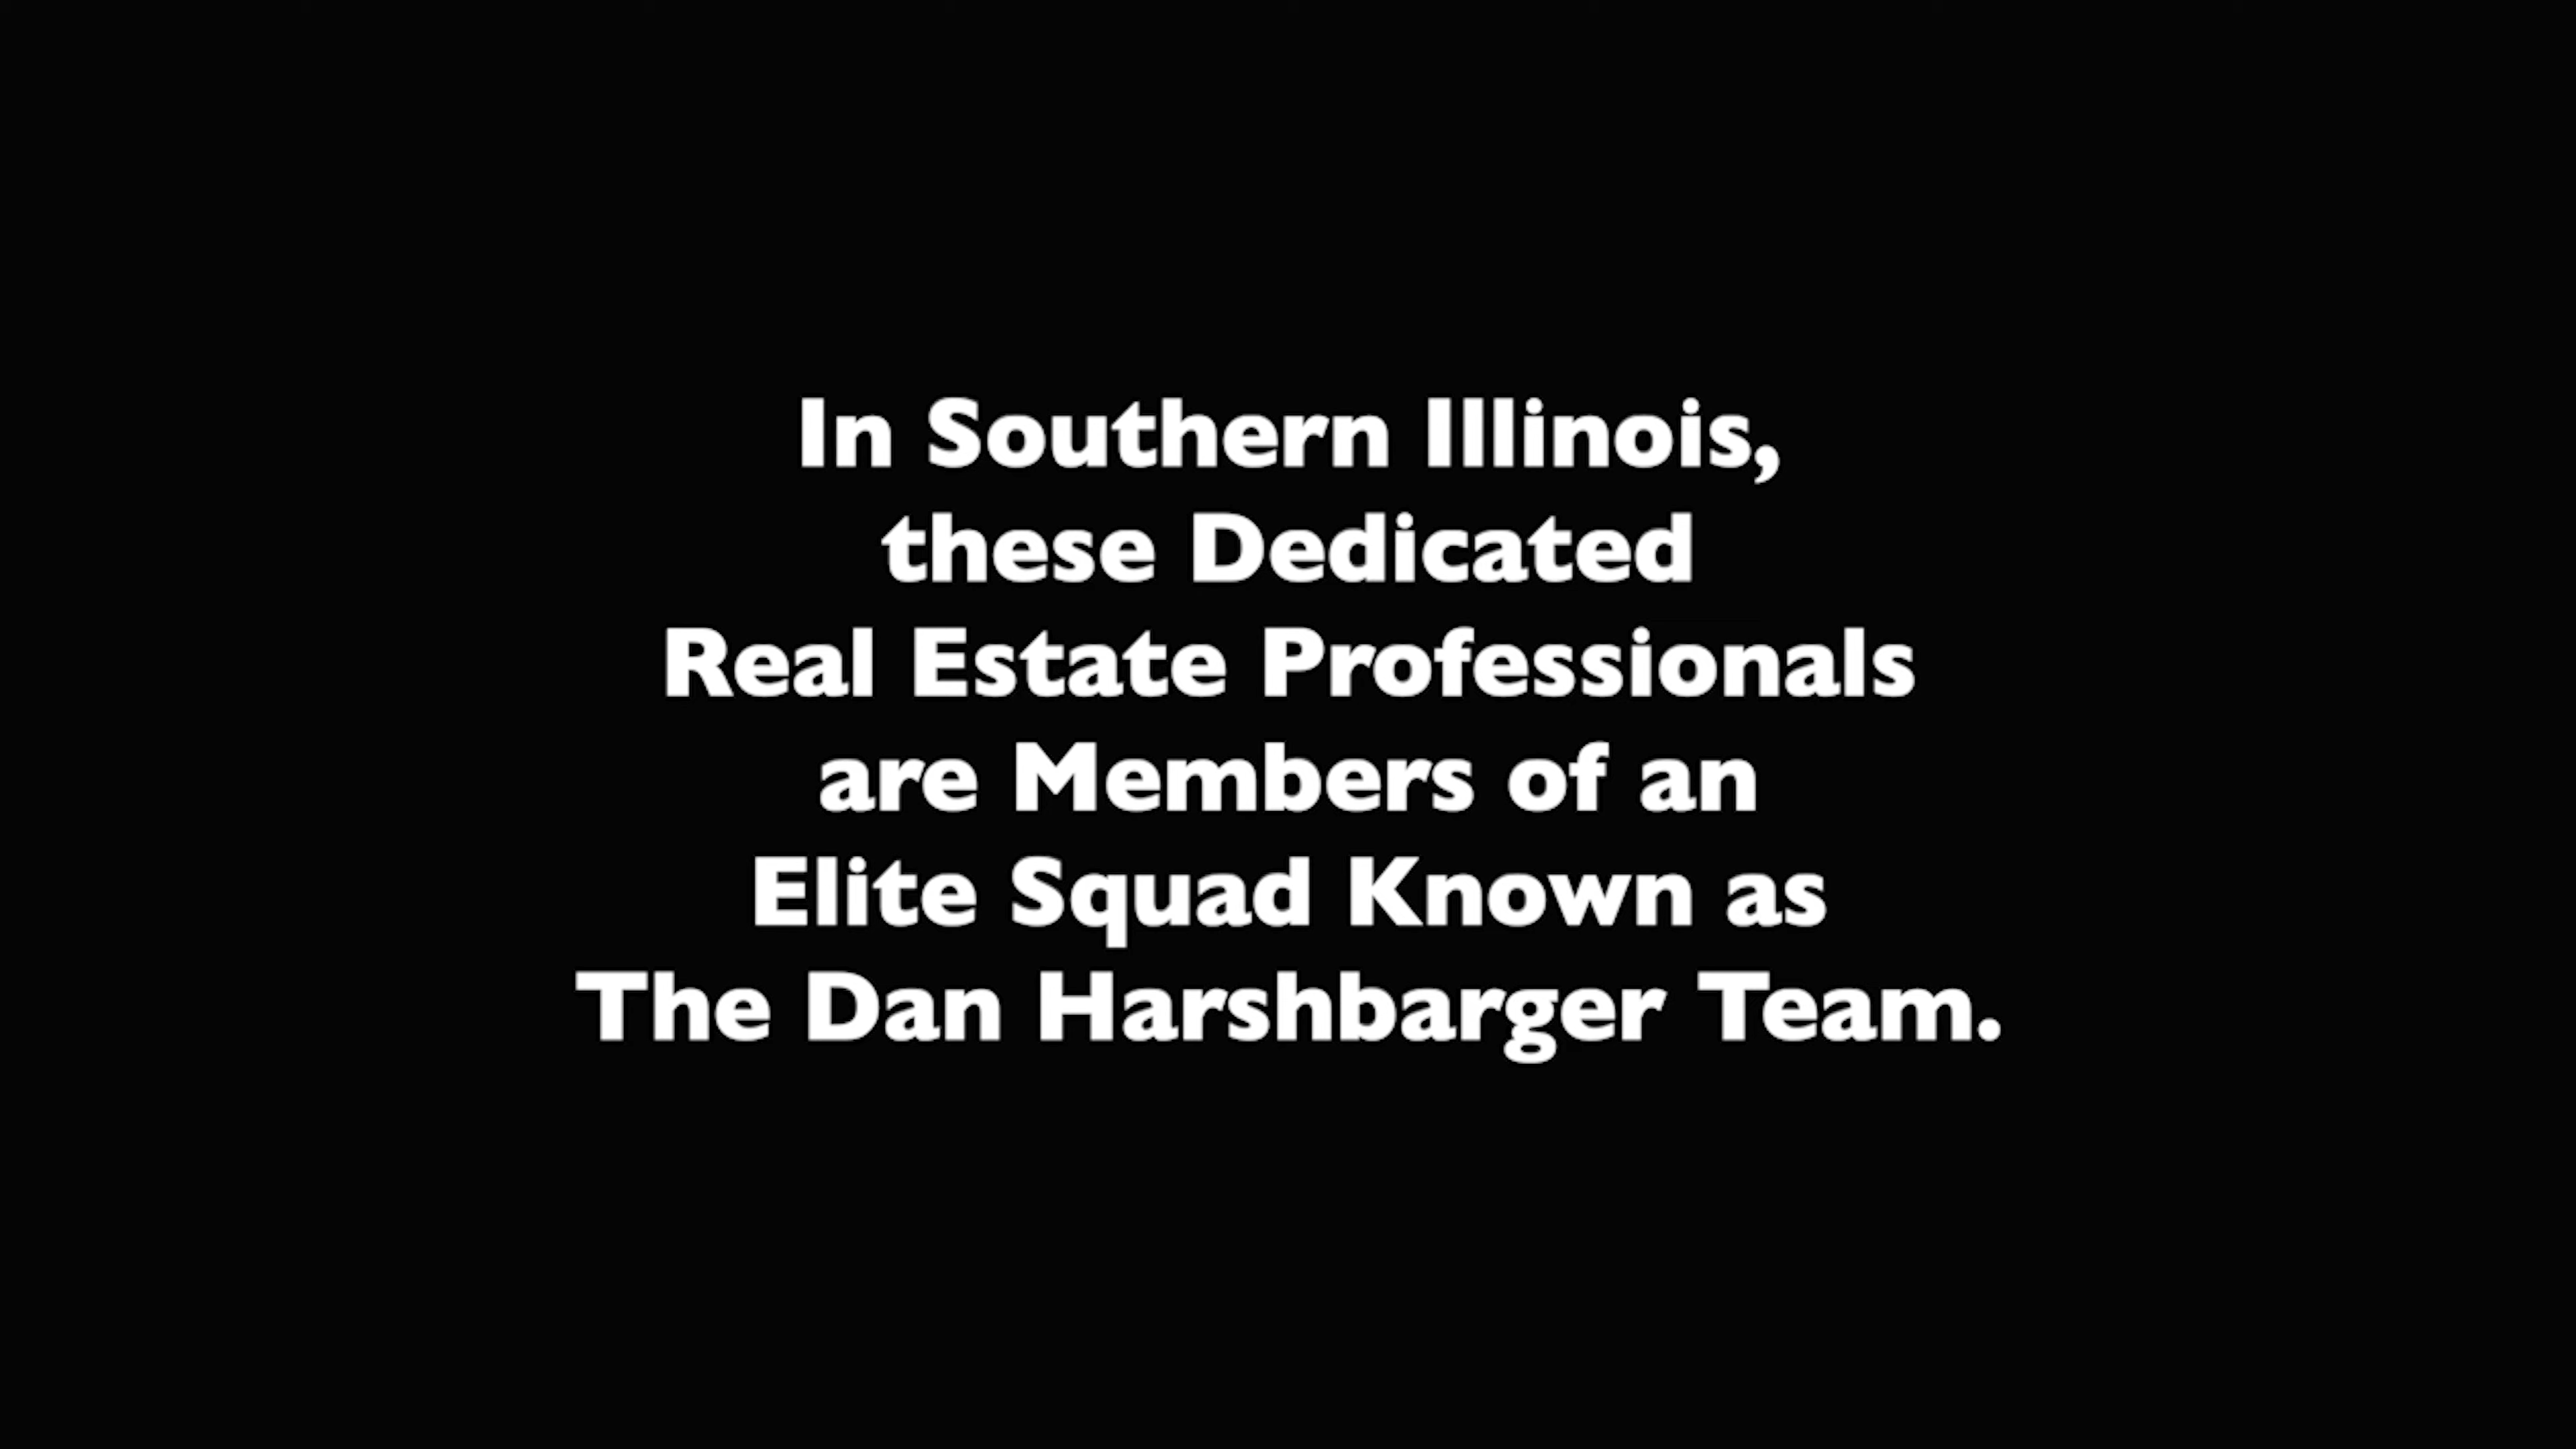 In Southern Illinois,
these Dedicated
Real Estate Professionals
are Members of an
Elite Squad Known as
The Dan Harshbarger Team.